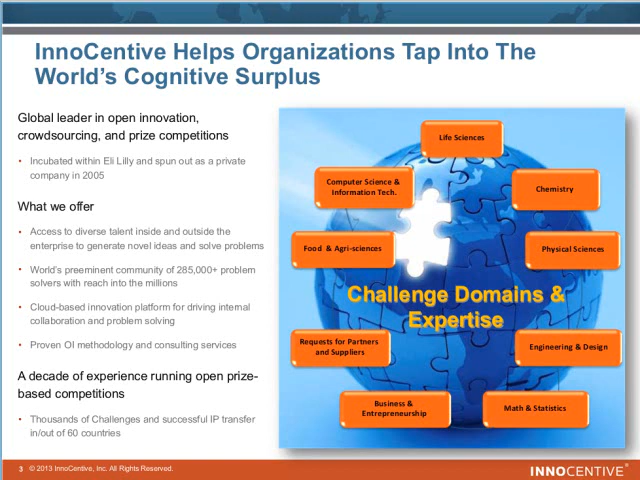 InnoCentive Helps Organizations Tap Into The
World's Cognitive Surplus
Global leader in open innovation,
crowdsourcing, and prize competitions
• Incubated within Eli Lilly and spun out as a private
company in 2005
What we offer
• Access to diverse talent inside and outside the
enterprise to generate novel ideas and solve problems
• World's preeminent community of 285,000+ problem
solvers with reach into the millions
• Cloud-based innovation platform for driving internal
collaboration and problem solving
• Proven OI methodology and consulting services
A decade of experience running open prize-
based competitions
• Thousands of Challenges and successful IP transfer
in/out of 60 countries
Life Sciences
Computer Science &
Information Tech.
Chemistry
Food & Agri-sciences
Physical Sciences
Challenge Domains &
Expertise
Requests for Partners
and Suppliers
Engineering & Design
Business &
Entrepreneurship
Math & Statistics
3 © 2013 InnoCentive, Inc. All Rights Reserved.
INNOCENTIVE®